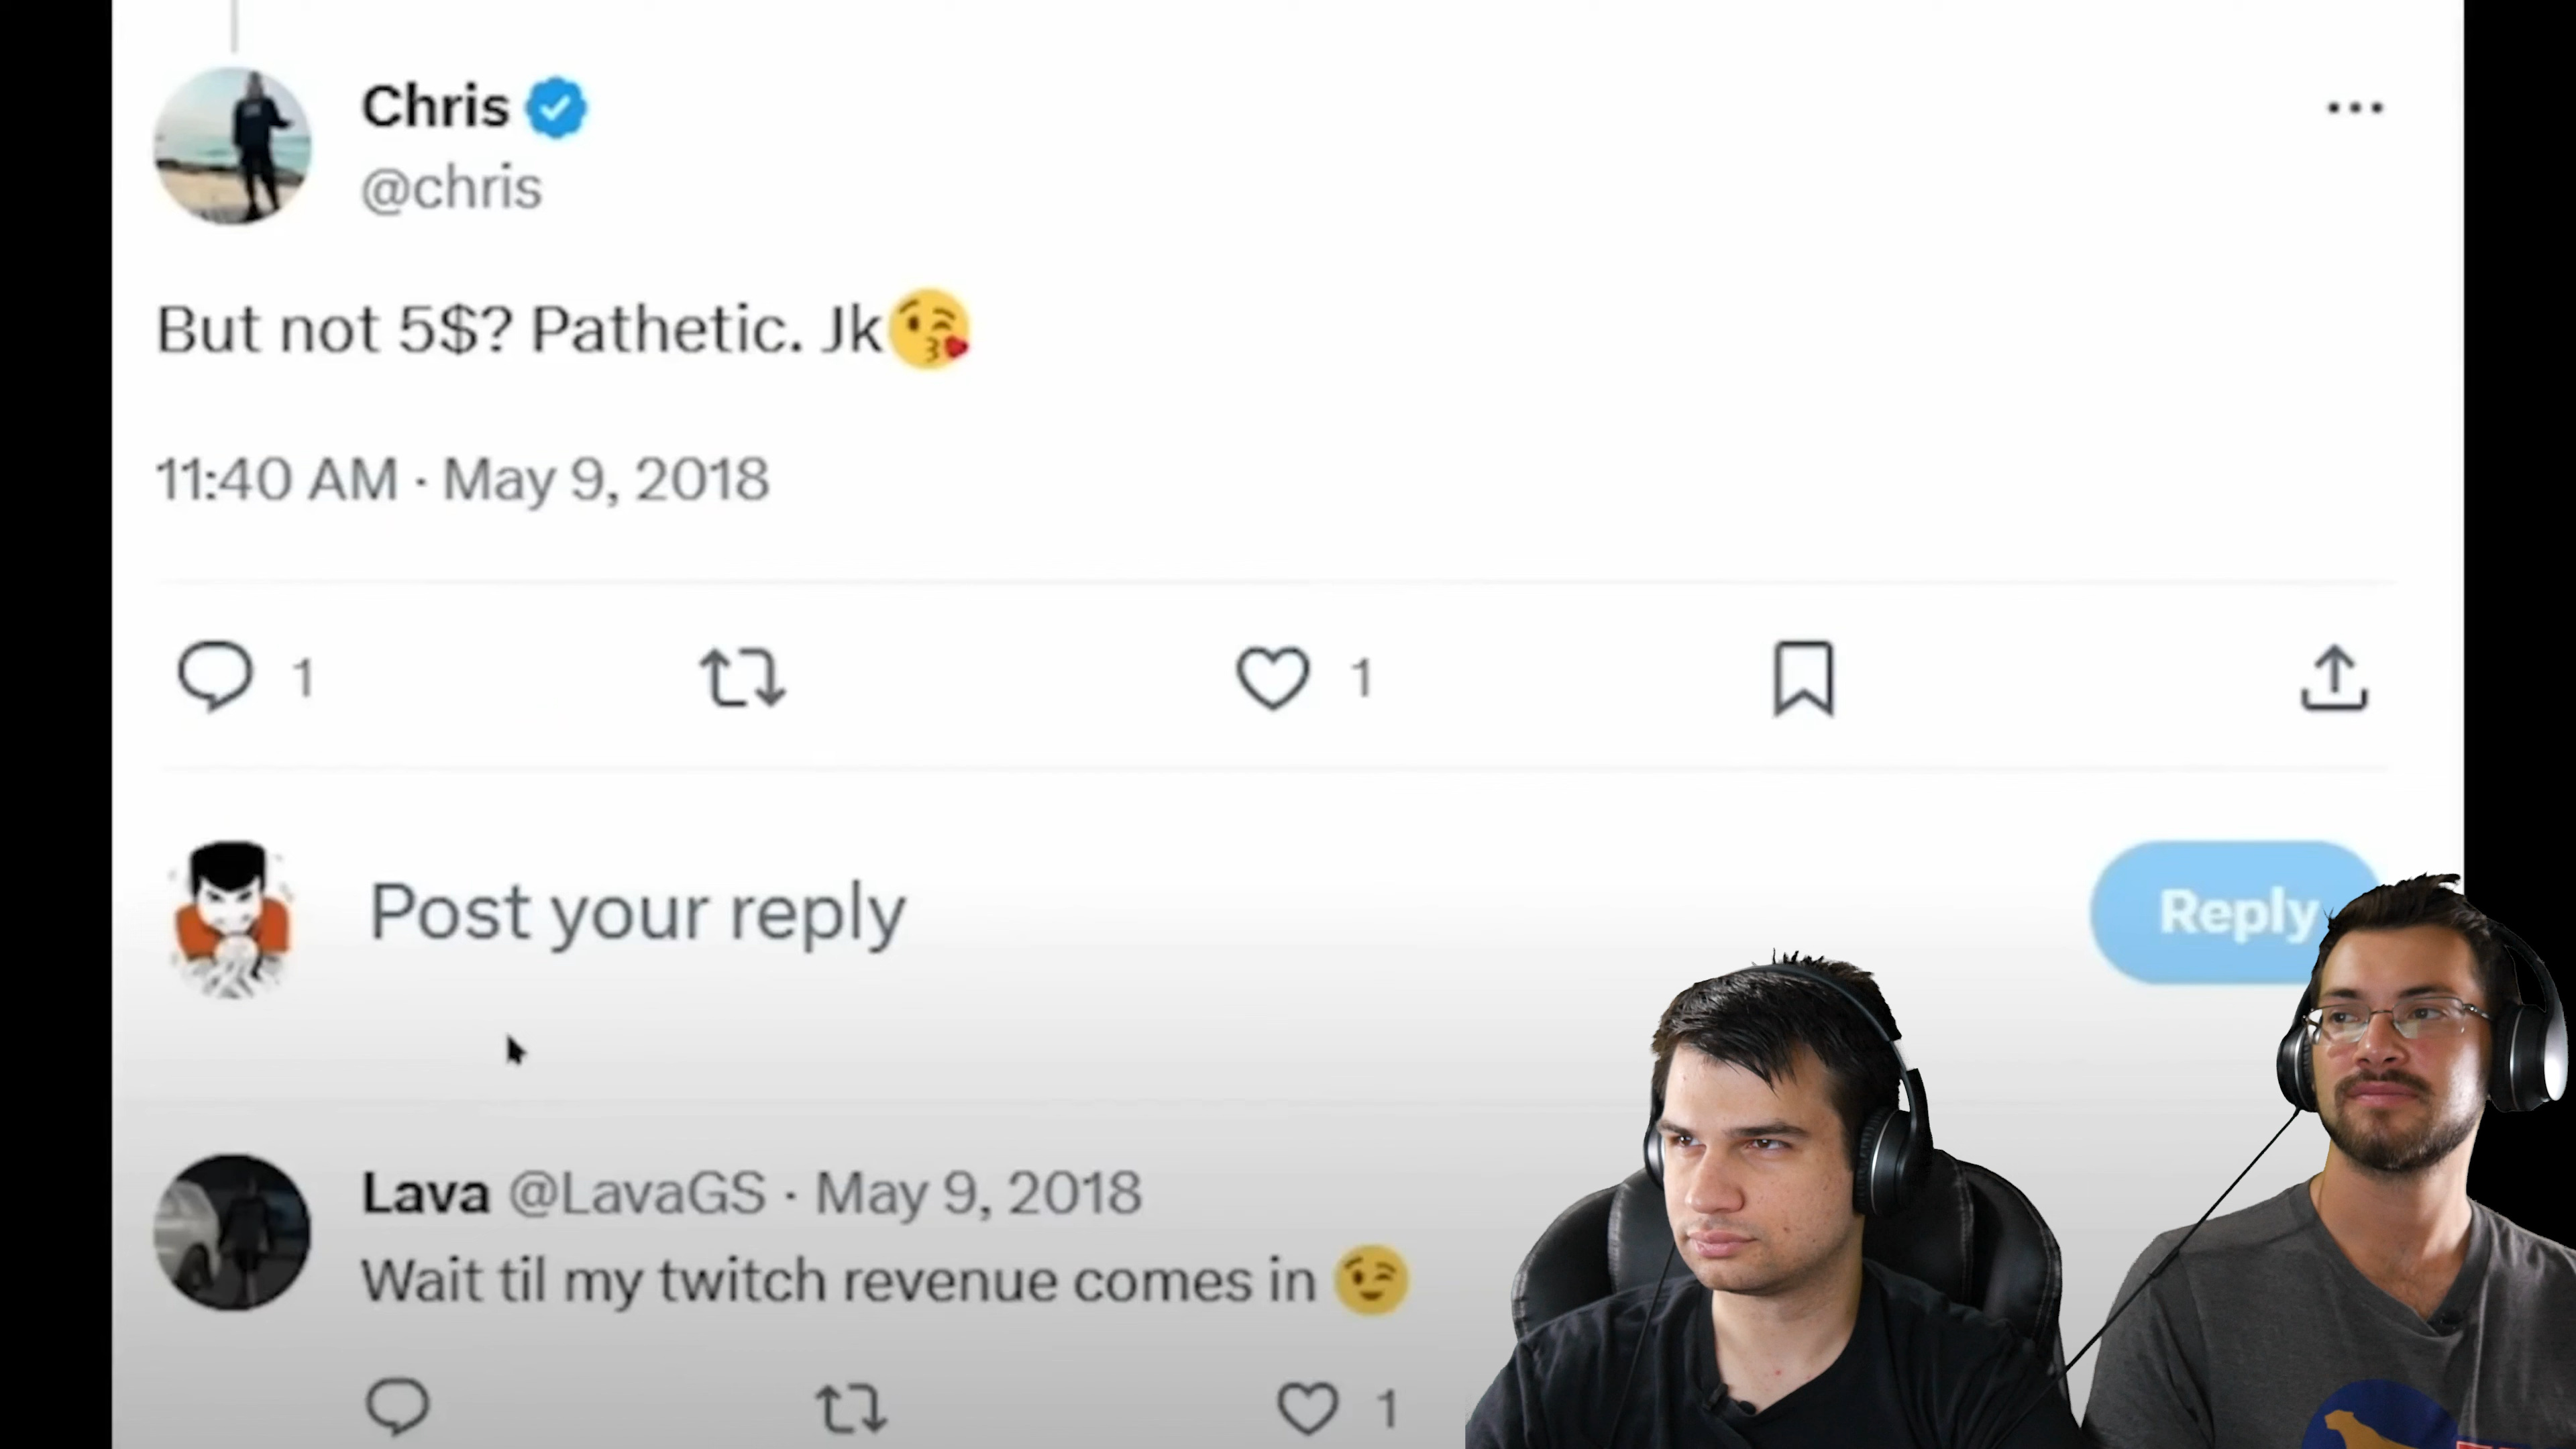 Chris
@chris
But not 5$? Pathetic. Jk😘
11:40 AM · May 9, 2018
1
1
Post your reply
Reply
Lava @LavaGS · May 9, 2018
Wait til my twitch revenue comes in 😉
1